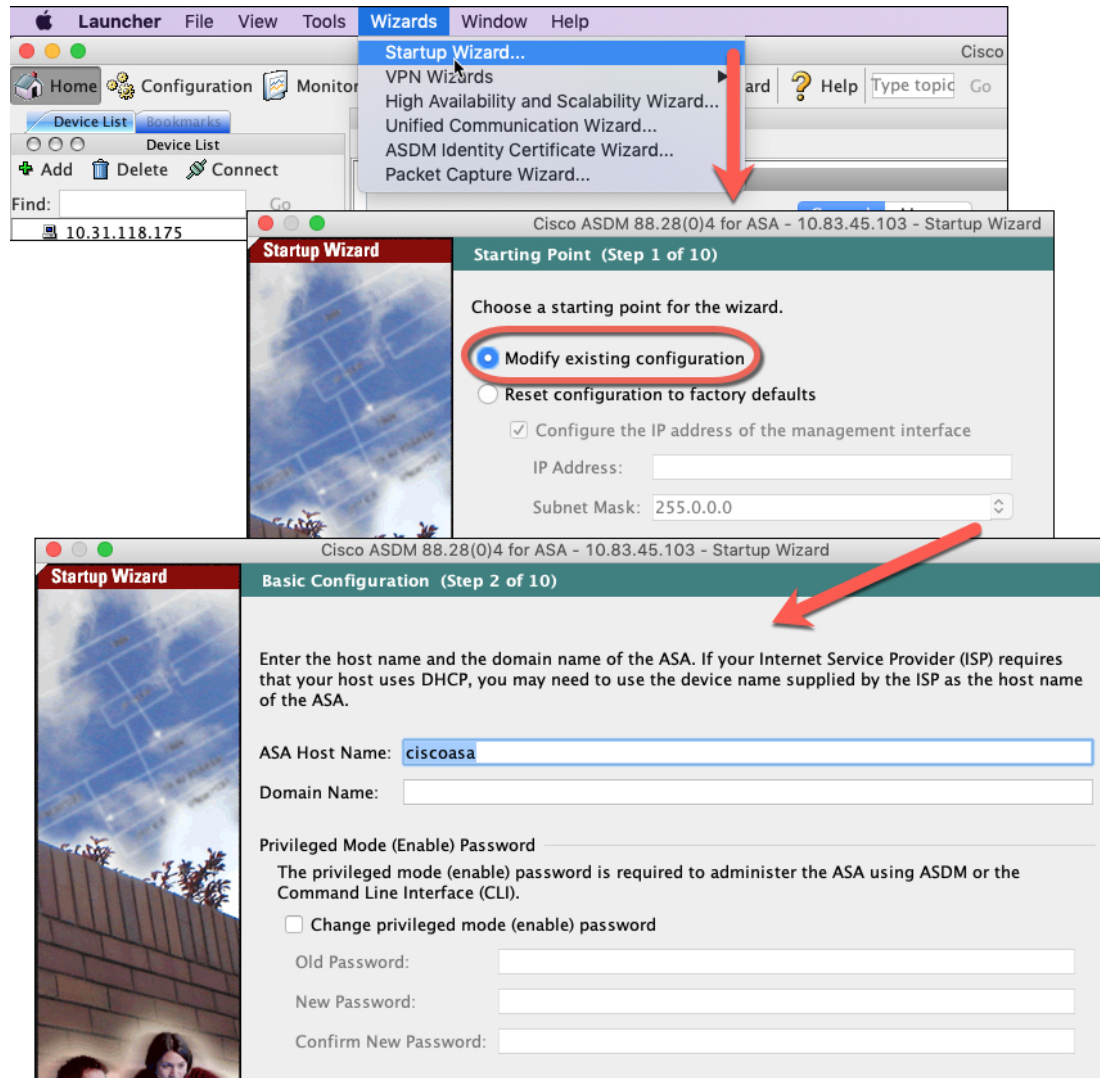 Launcher File View Tools Wizards Window Help
Startup Wizard...
VPN Wizards
High Availability and Scalability Wizard...
Unified Communication Wizard...
ASDM Identity Certificate Wizard...
Packet Capture Wizard...
Cisco
Home Configuration Monitor ard Help Type topic Go
Device List Bookmarks
Device List
Add Delete Connect
Find: Go
10.31.118.175
Cisco ASDM 88.28(0)4 for ASA - 10.83.45.103 - Startup Wizard
Startup Wizard
Starting Point (Step 1 of 10)
Choose a starting point for the wizard.
Modify existing configuration
Reset configuration to factory defaults
Configure the IP address of the management interface
IP Address:
Subnet Mask: 255.0.0.0
Cisco ASDM 88.28(0)4 for ASA - 10.83.45.103 - Startup Wizard
Startup Wizard
Basic Configuration (Step 2 of 10)
Enter the host name and the domain name of the ASA. If your Internet Service Provider (ISP) requires
that your host uses DHCP, you may need to use the device name supplied by the ISP as the host name
of the ASA.
ASA Host Name: ciscoasa
Domain Name:
Privileged Mode (Enable) Password
The privileged mode (enable) password is required to administer the ASA using ASDM or the
Command Line Interface (CLI).
Change privileged mode (enable) password
Old Password:
New Password:
Confirm New Password: